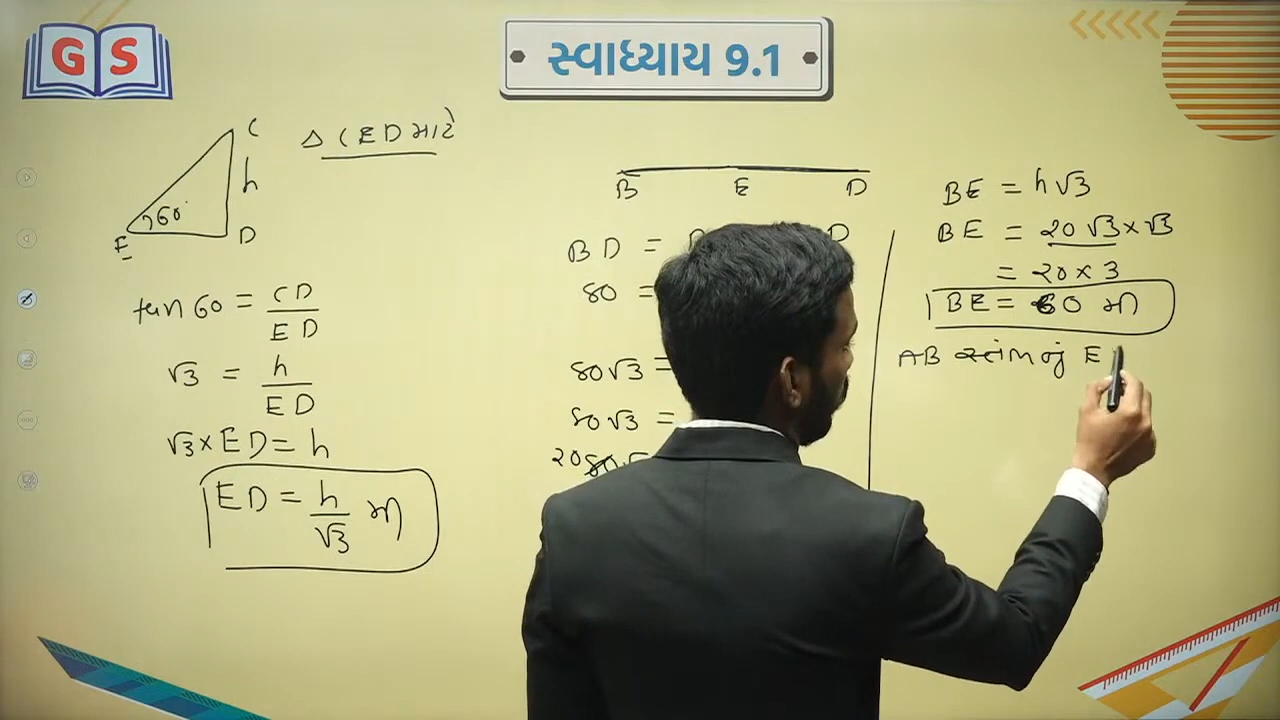 GS
સ્વાધ્યાય 9.1
C
h
60°
E
D
Δ CED માટે
tan 60 = CD / ED
√3 = h / ED
√3 × ED = h
ED = h / √3 મી
B E D
BD =
D
80 =
80√3 =
80√3 =
20
BE = h√3
BE = 20√3 × √3
= 20 × 3
BE = 60 મી
AB સ્તંભનું E